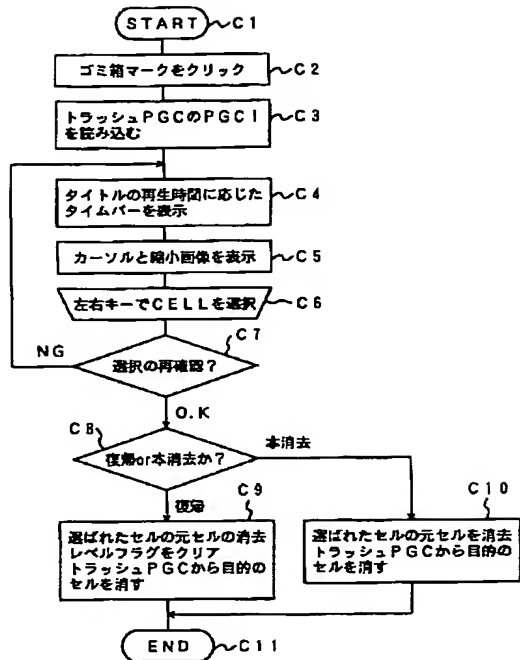 START C1
ゴミ箱マークをクリック C2
トラッシュPGCのPGCI
を読み込む C3
タイトルの再生時間に応じた
タイムバーを表示 C4
カーソルと縮小画像を表示 C5
左右キーでCELLを選択 C6
C7
NG
選択の再確認?
O.K
C8
復帰or本消去か?
本消去
復帰
C9
選ばれたセルの元セルの消去
レベルフラグをクリア
トラッシュPGCから目的の
セルを消す
C10
選ばれたセルの元セルを消去
トラッシュPGCから目的の
セルを消す
END C11